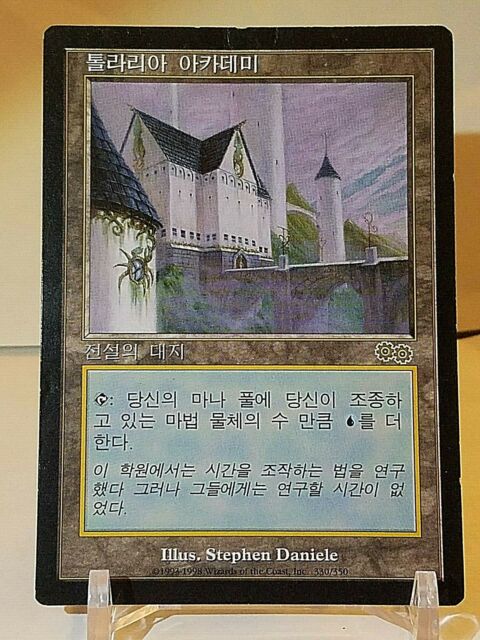 톨라리아 아카데미
전설의 대지
: 당신의 마나 풀에 당신이 조종하
고 있는 마법 물체의 수 만큼 를 더
한다.
이 학원에서는 시간을 조작하는 법을 연구
했다 그러나 그들에게는 연구할 시간이 없
었다.
Illus. Stephen Daniele
©1993-1998 Wizards of the Coast, Inc. 330/350